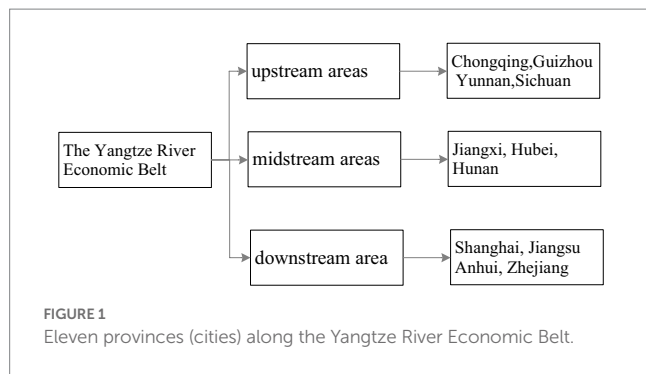 upstream areas
Chongqing,Guizhou
Yunnan,Sichuan
The Yangtze River
Economic Belt
midstream areas
Jiangxi, Hubei,
Hunan
downstream area
Shanghai, Jiangsu
Anhui, Zhejiang
FIGURE 1
Eleven provinces (cities) along the Yangtze River Economic Belt.